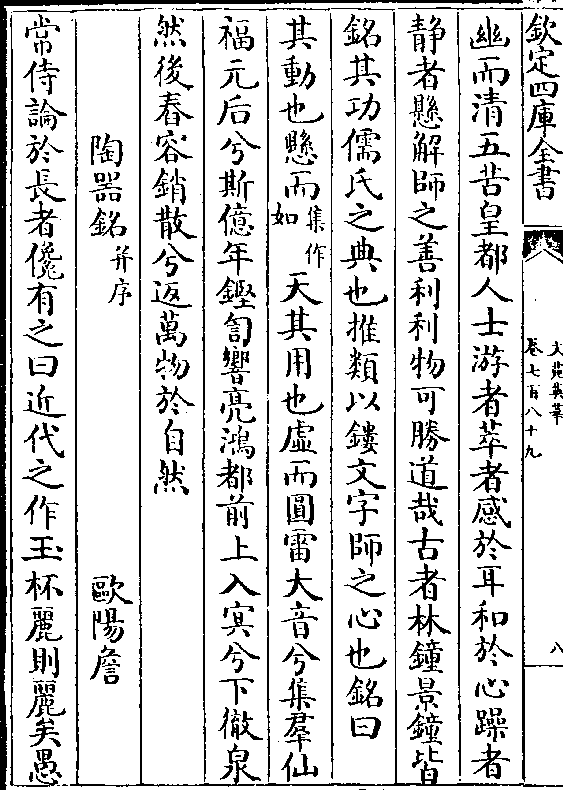 欽定四庫全書
文苑英華
卷七百八十九
八
幽而清五苦皇都人士游者萃者感於耳和於心躁者
静者懸解師之善利利物可勝道哉古者林鐘景鐘皆
銘其功儒氏之典也推類以鏤文字師之心也銘曰
其動也懸而集作如天其用也虛而圓雷大音兮集羣仙
福元后兮斯億年鏗訇響亮鴻都前上入㝠兮下徹泉
然後舂容銷散兮返萬物於自然
陶器銘并序 歐陽詹
常侍論於長者儳有之曰近代之作玉杯麗則麗矣愚